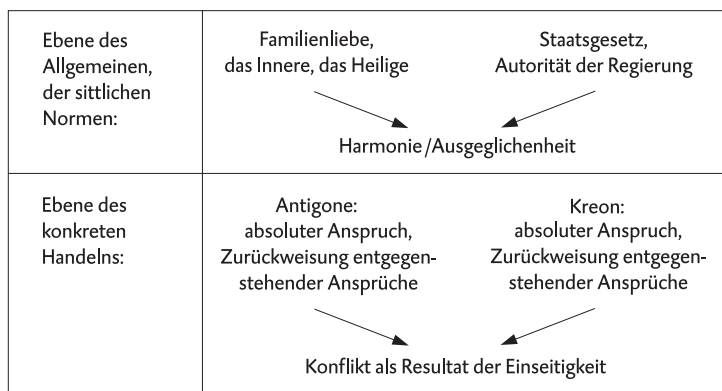 Ebene des
Allgemeinen,
der sittlichen
Normen:
Familienliebe,
das Innere, das Heilige
Staatsgesetz,
Autorität der Regierung
Harmonie/Ausgeglichenheit
Ebene des
konkreten
Handelns:
Antigone:
absoluter Anspruch,
Zurückweisung entgegen-
stehender Ansprüche
Kreon:
absoluter Anspruch,
Zurückweisung entgegen-
stehender Ansprüche
Konflikt als Resultat der Einseitigkeit